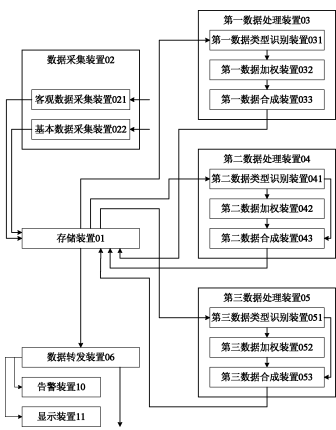 数据采集装置02
客观数据采集装置021
基本数据采集装置022
存储装置01
数据转发装置06
告警装置10
显示装置11
第一数据处理装置03
第一数据类型识别装置031
第一数据加权装置032
第一数据合成装置033
第二数据处理装置04
第二数据类型识别装置041
第二数据加权装置042
第二数据合成装置043
第三数据处理装置05
第三数据类型识别装置051
第三数据加权装置052
第三数据合成装置053